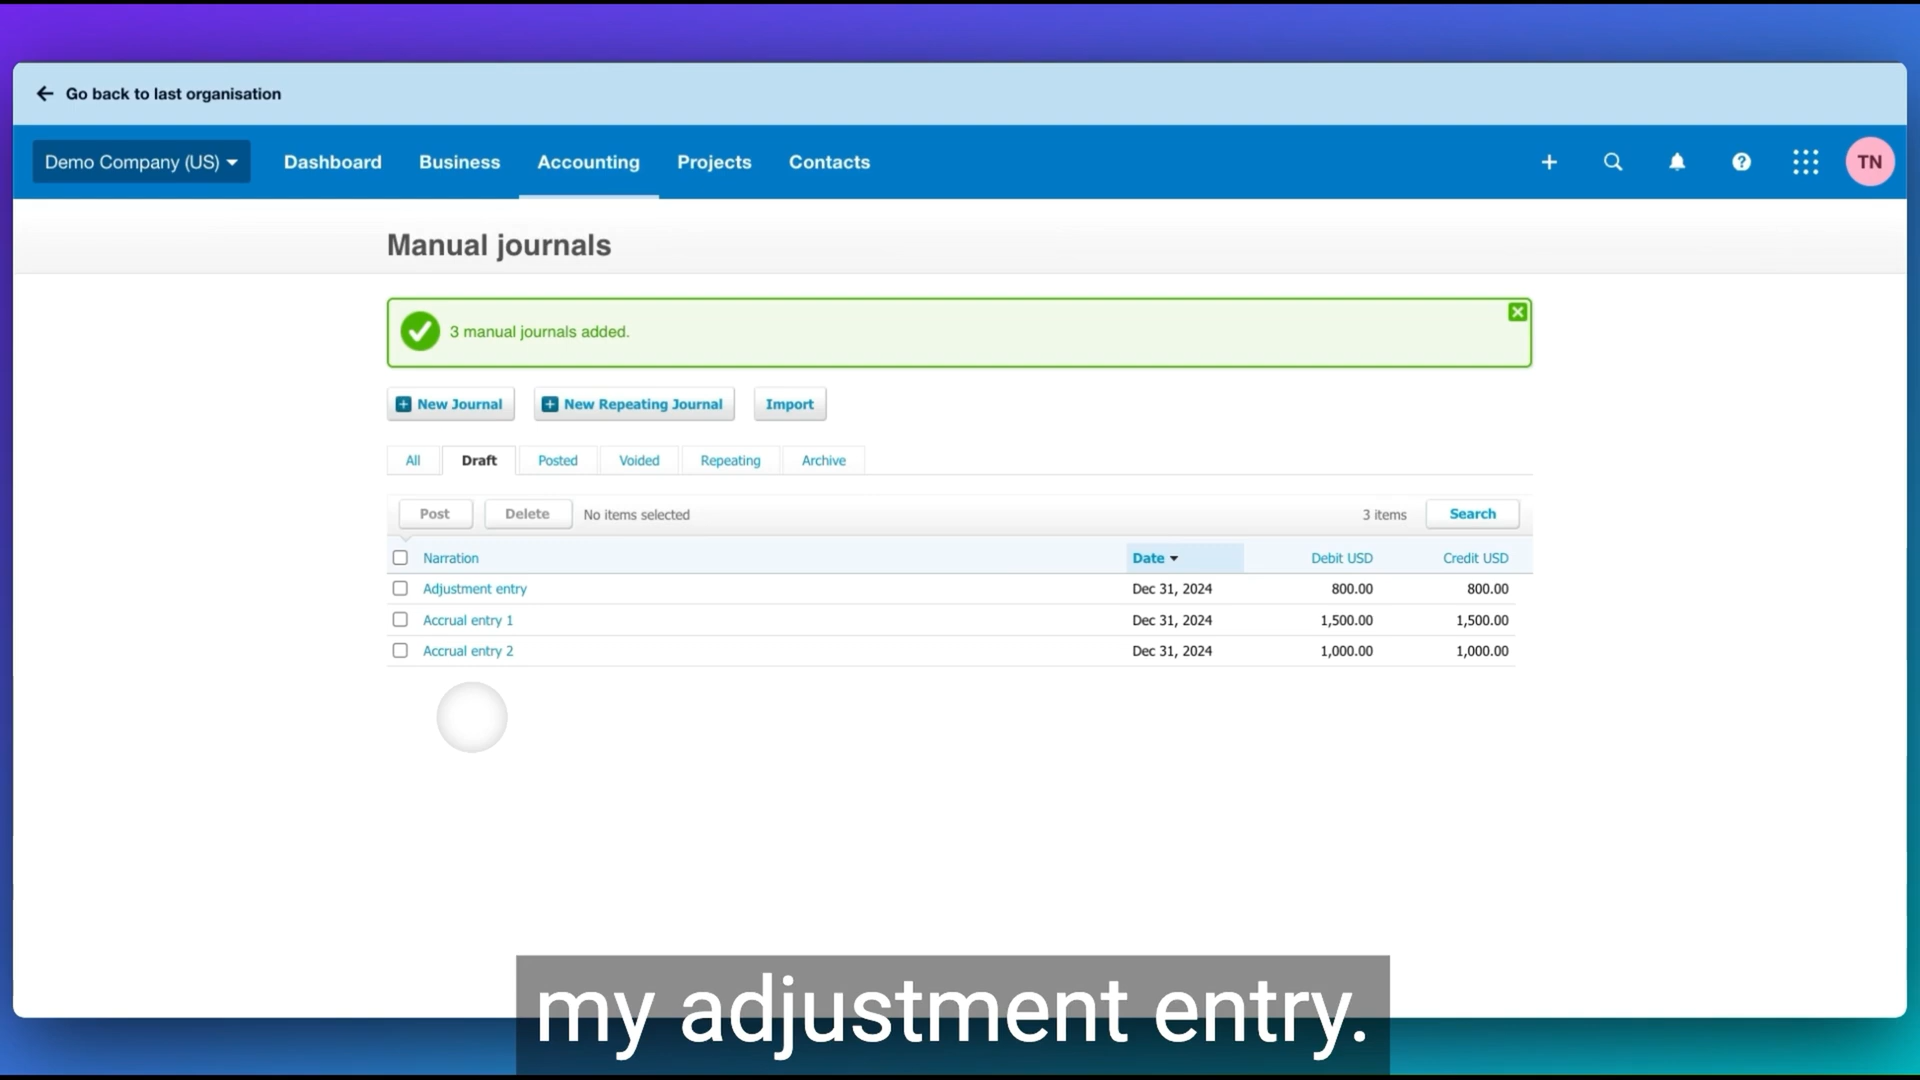 Go back to last organisation
Demo Company (US) Dashboard Business Accounting Projects Contacts TN
Manual journals
3 manual journals added.
New Journal New Repeating Journal Import
All Draft Posted Voided Repeating Archive
Post Delete No items selected 3 items Search
Narration Date Debit USD Credit USD
Adjustment entry Dec 31, 2024 800.00 800.00
Accrual entry 1 Dec 31, 2024 1,500.00 1,500.00
Accrual entry 2 Dec 31, 2024 1,000.00 1,000.00
my adjustment entry.